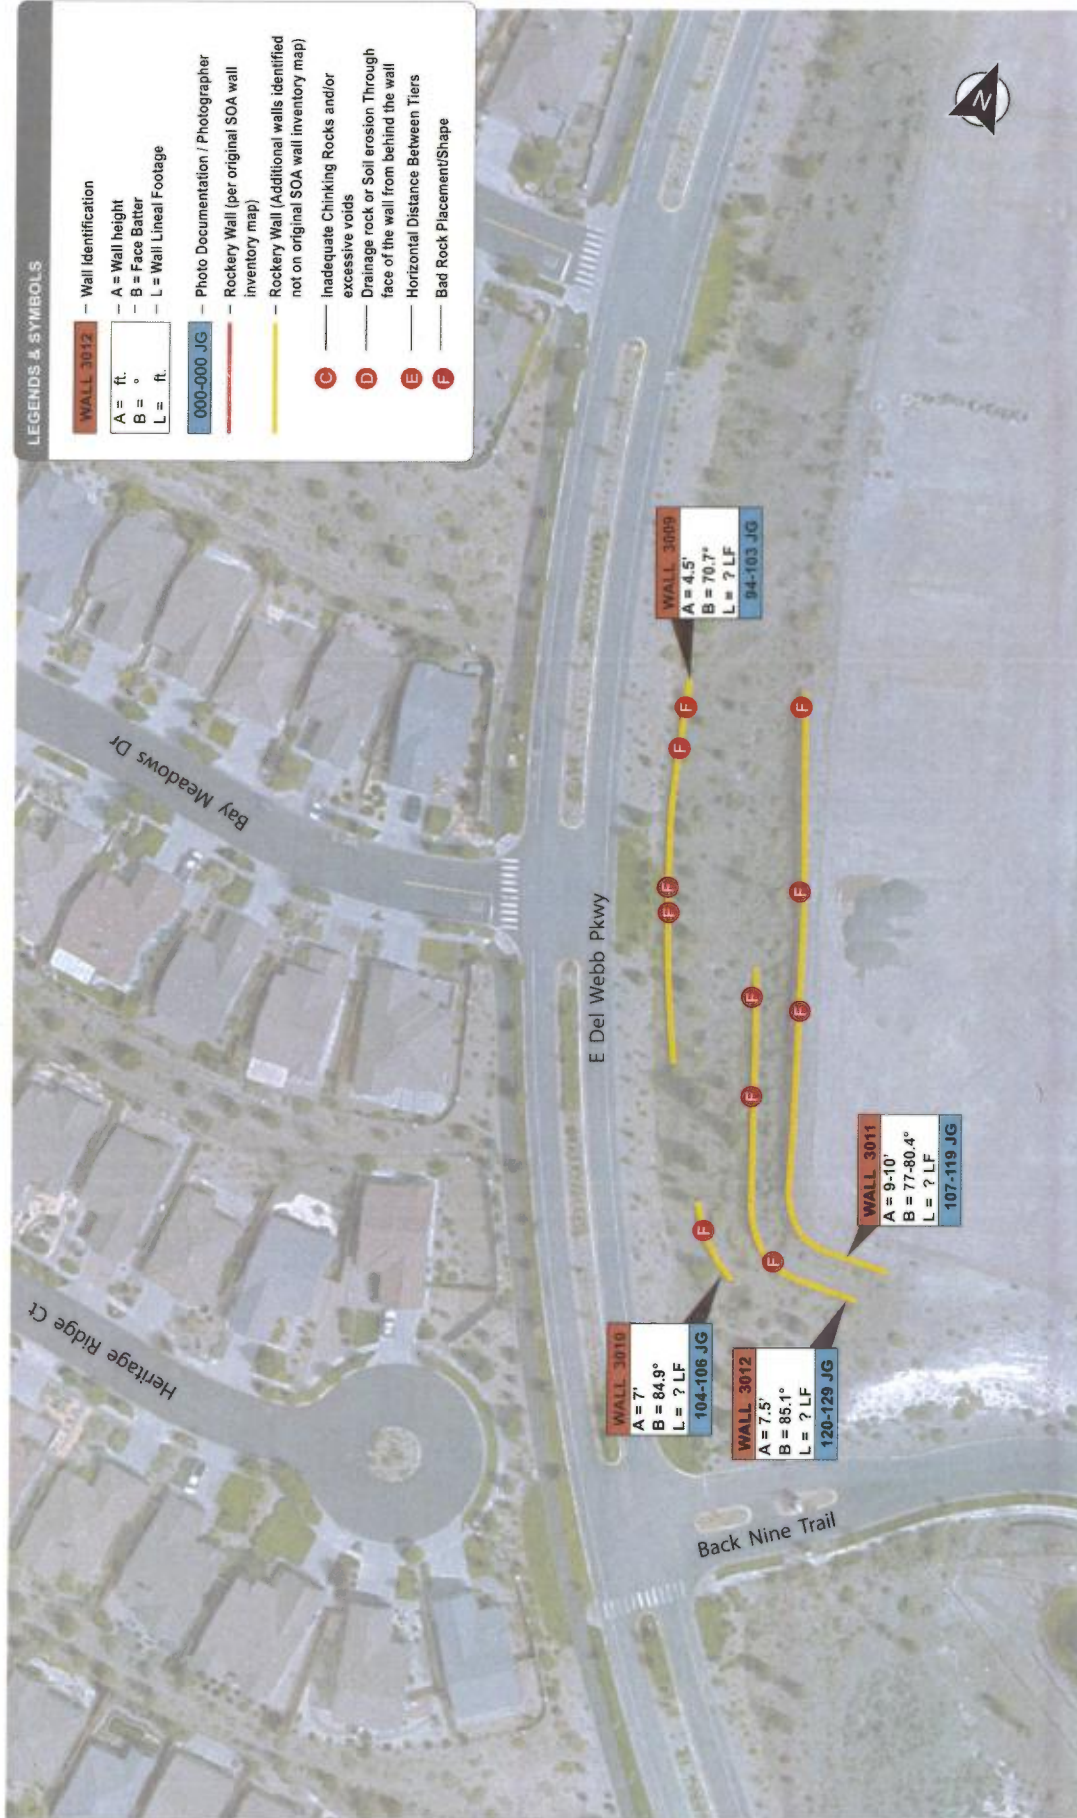 LEGENDS & SYMBOLS
WALL 3012 – Wall Identification
A = ft. – A = Wall height
B = ° – B = Face Batter
L = ft. – L = Wall Lineal Footage
000-000 JG – Photo Documentation / Photographer
– Rockery Wall (per original SOA wall
inventory map)
– Rockery Wall (Additional walls identified
not on original SOA wall inventory map)
C Inadequate Chinking Rocks and/or
excessive voids
D Drainage rock or Soil erosion Through
face of the wall from behind the wall
E Horizontal Distance Between Tiers
F Bad Rock Placement/Shape
N
Heritage Ridge Ct
Bay Meadows Dr
E Del Webb Pkwy
Back Nine Trail
WALL 3009
A = 4.5'
B = 70.7°
L = ? LF
94-103 JG
F
F
F
F
WALL 3010
A = 7'
B = 84.9°
L = ? LF
104-106 JG
F
WALL 3012
A = 7.5'
B = 85.1°
L = ? LF
120-129 JG
F
F
F
WALL 3011
A = 9-10'
B = 77-80.4°
L = ? LF
107-119 JG
F
F
F